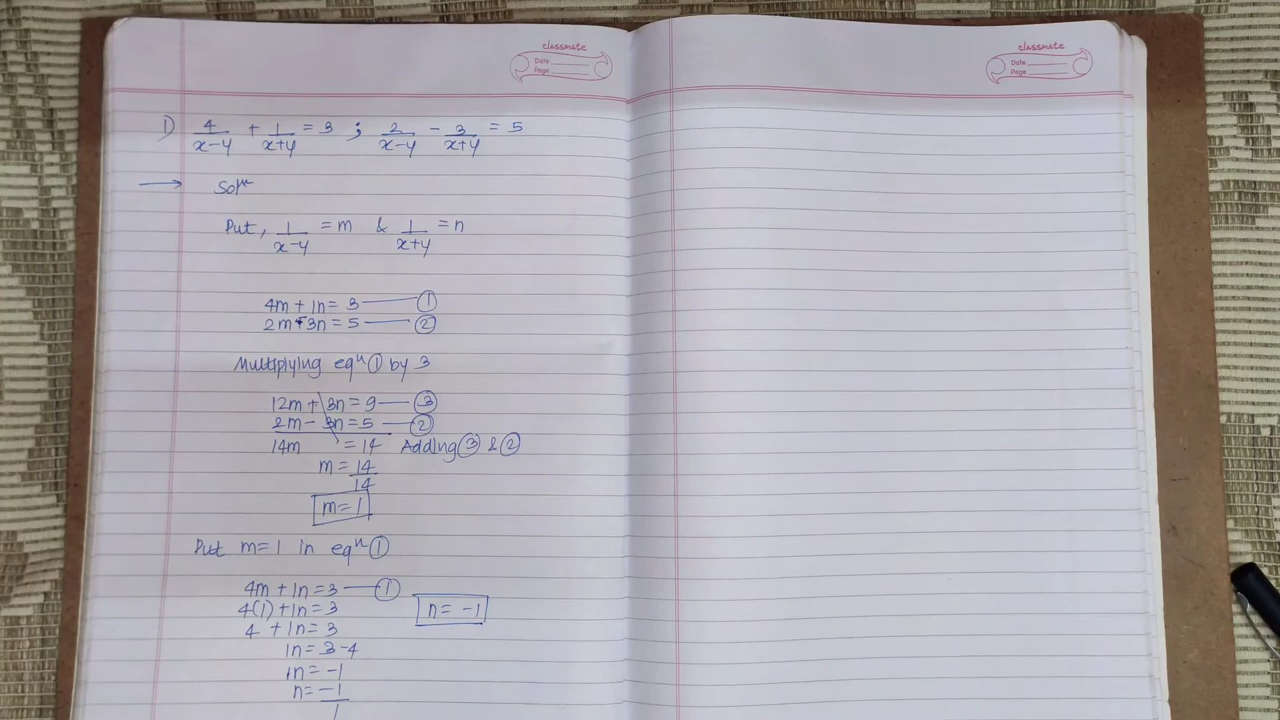 classmate
Date
Page
classmate
Date
Page
1) 4/(x-y) + 1/(x+y) = 3 ; 2/(x-y) - 3/(x+y) = 5
→ Solⁿ
Put, 1/(x-y) = m & 1/(x+y) = n
4m + 1n = 3 — ①
2m - 3n = 5 — ②
Multiplying eqⁿ ① by 3
12m + 3n = 9 — ③
2m - 3n = 5 — ②
14m = 14 Adding ③ & ②
m = 14/14
m = 1
Put m=1 in eqⁿ ①
4m + 1n = 3 — ①
4(1) + 1n = 3 n = -1
4 + 1n = 3
1n = 3-4
1n = -1
n = -1/1